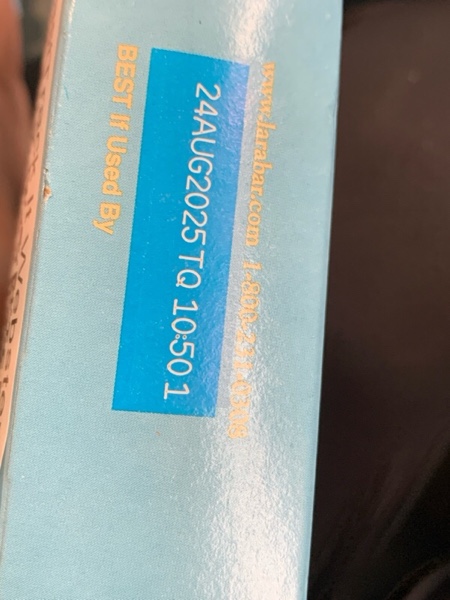 www.larabar.com
24AUG2025 TQ 10:50 1
BEST If Used By